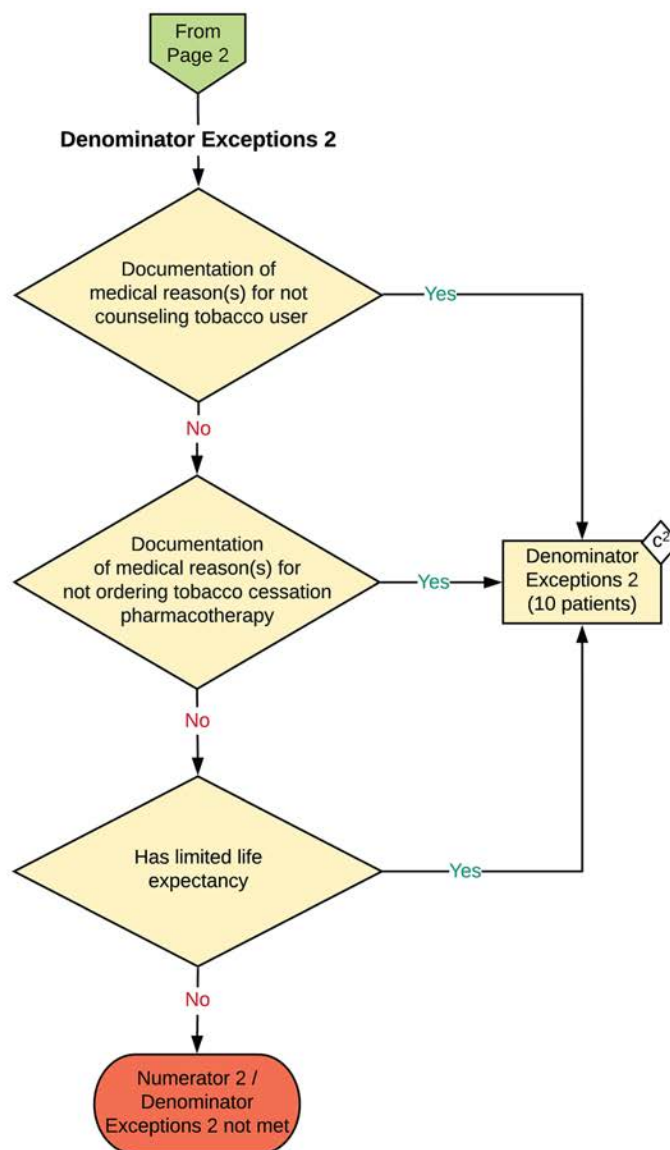 From
Page 2
Denominator Exceptions 2
Documentation of
medical reason(s) for not
counseling tobacco user
Yes
No
Documentation
of medical reason(s) for
not ordering tobacco cessation
pharmacotherapy
Yes
Denominator
Exceptions 2
(10 patients)
c²
No
Has limited life
expectancy
Yes
No
Numerator 2 /
Denominator
Exceptions 2 not met